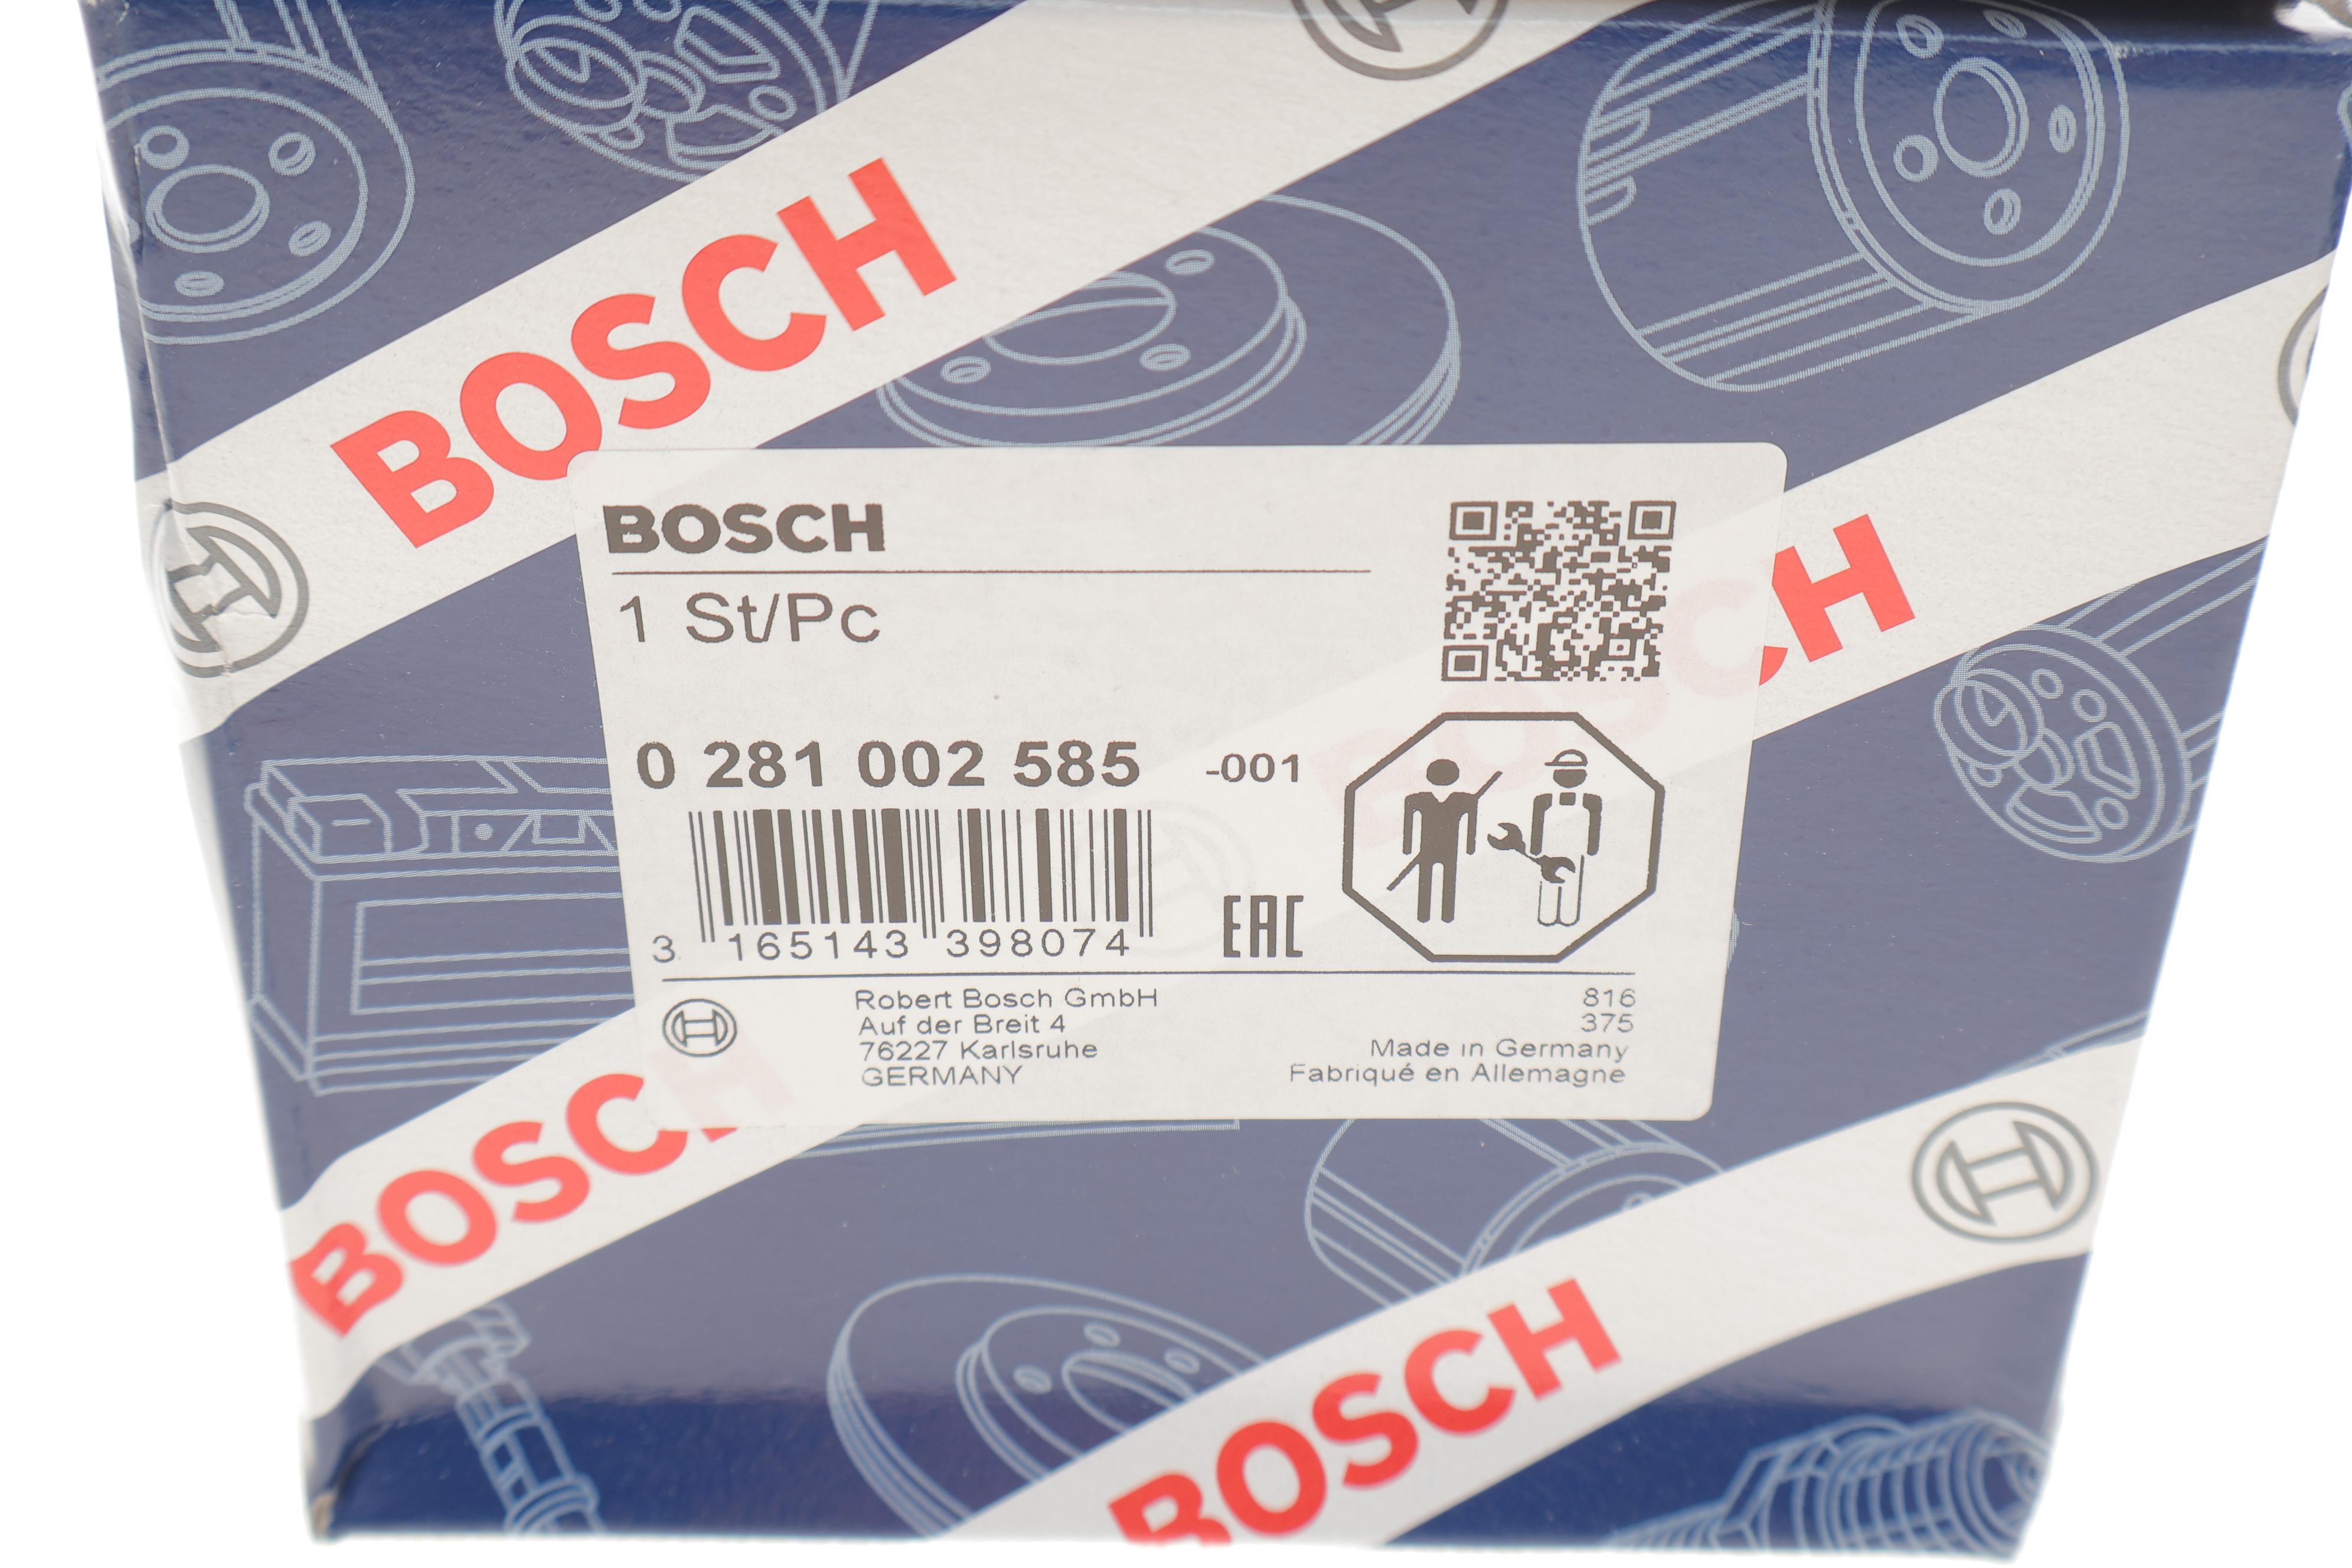 BOSCH
BOSCH
1 St/Pc
BOSCH
0 281 002 585 -001
3 165143 398074
EAC
Robert Bosch GmbH
Auf der Breit 4
76227 Karlsruhe
GERMANY
816
375
Made in Germany
Fabriqué en Allemagne
BOSCH
BOSCH